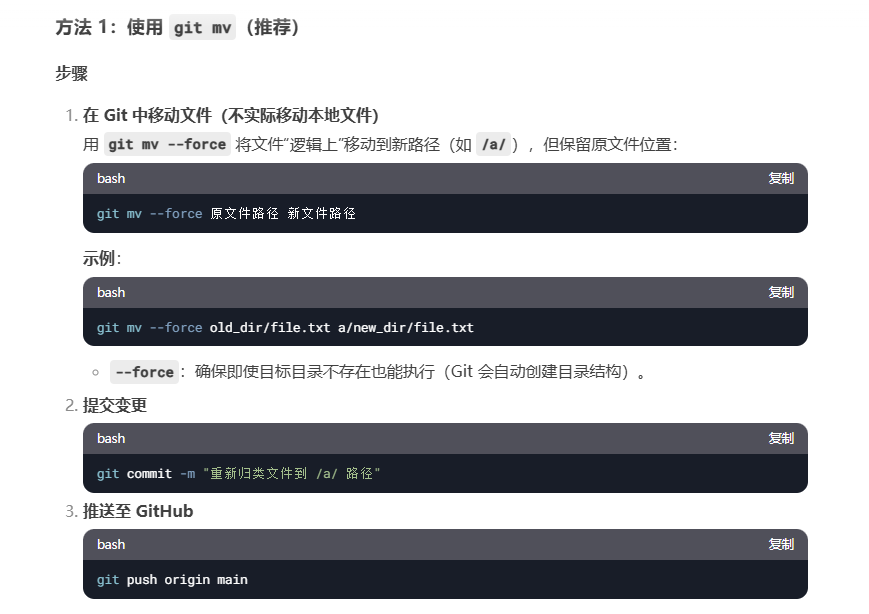 方法 1：使用 git mv（推荐）
步骤
1. 在 Git 中移动文件（不实际移动本地文件）
用 git mv --force 将文件“逻辑上”移动到新路径（如 /a/），但保留原文件位置：
bash 复制
git mv --force 原文件路径 新文件路径
示例：
bash 复制
git mv --force old_dir/file.txt a/new_dir/file.txt
--force：确保即使目标目录不存在也能执行（Git 会自动创建目录结构）。
2. 提交变更
bash 复制
git commit -m "重新归类文件到 /a/ 路径"
3. 推送至 GitHub
bash 复制
git push origin main